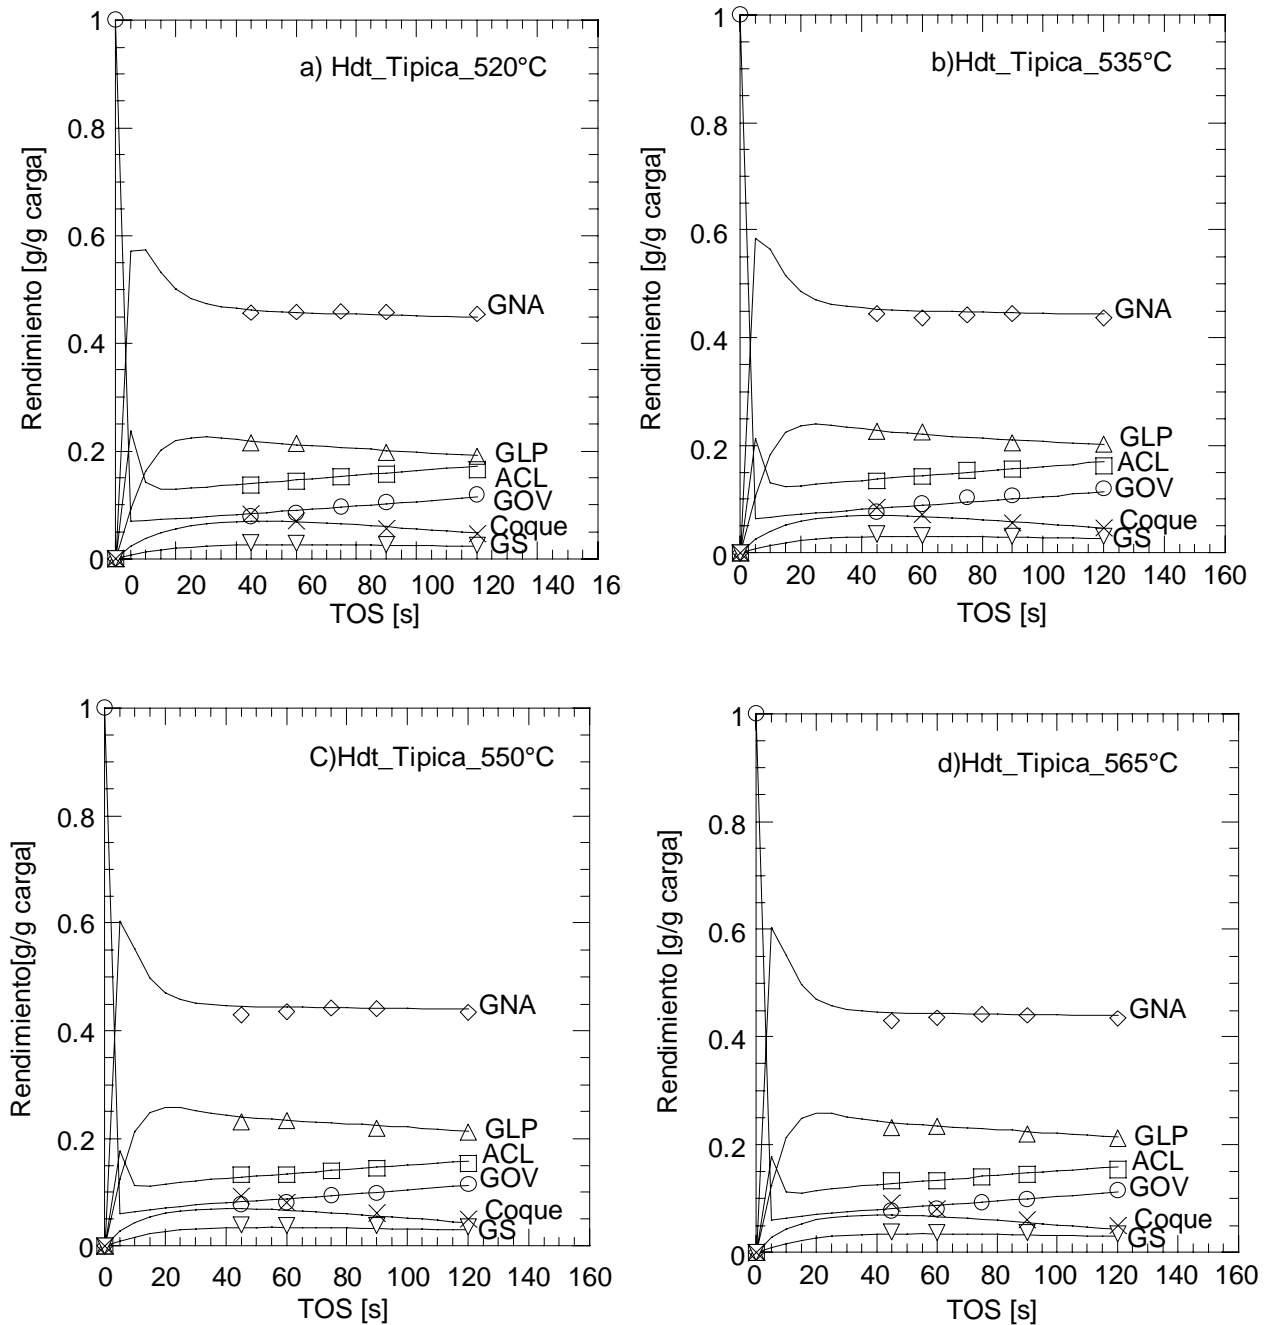 a) Hdt_Tipica_520°C
Rendimiento [g/g carga]
1
0.8
0.6
0.4
0.2
0
GNA
GLP
ACL
GOV
Coque
GS
0 20 40 60 80 100 120 16
TOS [s]
b)Hdt_Tipica_535°C
Rendimiento [g/g carga]
1
0.8
0.6
0.4
0.2
0
GNA
GLP
ACL
GOV
Coque
GS
0 20 40 60 80 100 120 140 160
TOS [s]
C)Hdt_Tipica_550°C
Rendimiento[g/g carga]
1
0.8
0.6
0.4
0.2
0
GNA
GLP
ACL
GOV
Coque
GS
0 20 40 60 80 100 120 140 160
TOS [s]
d)Hdt_Tipica_565°C
Rendimiento [g/g carga]
1
0.8
0.6
0.4
0.2
0
GNA
GLP
ACL
GOV
Coque
GS
0 20 40 60 80 100 120 140 160
TOS [s]